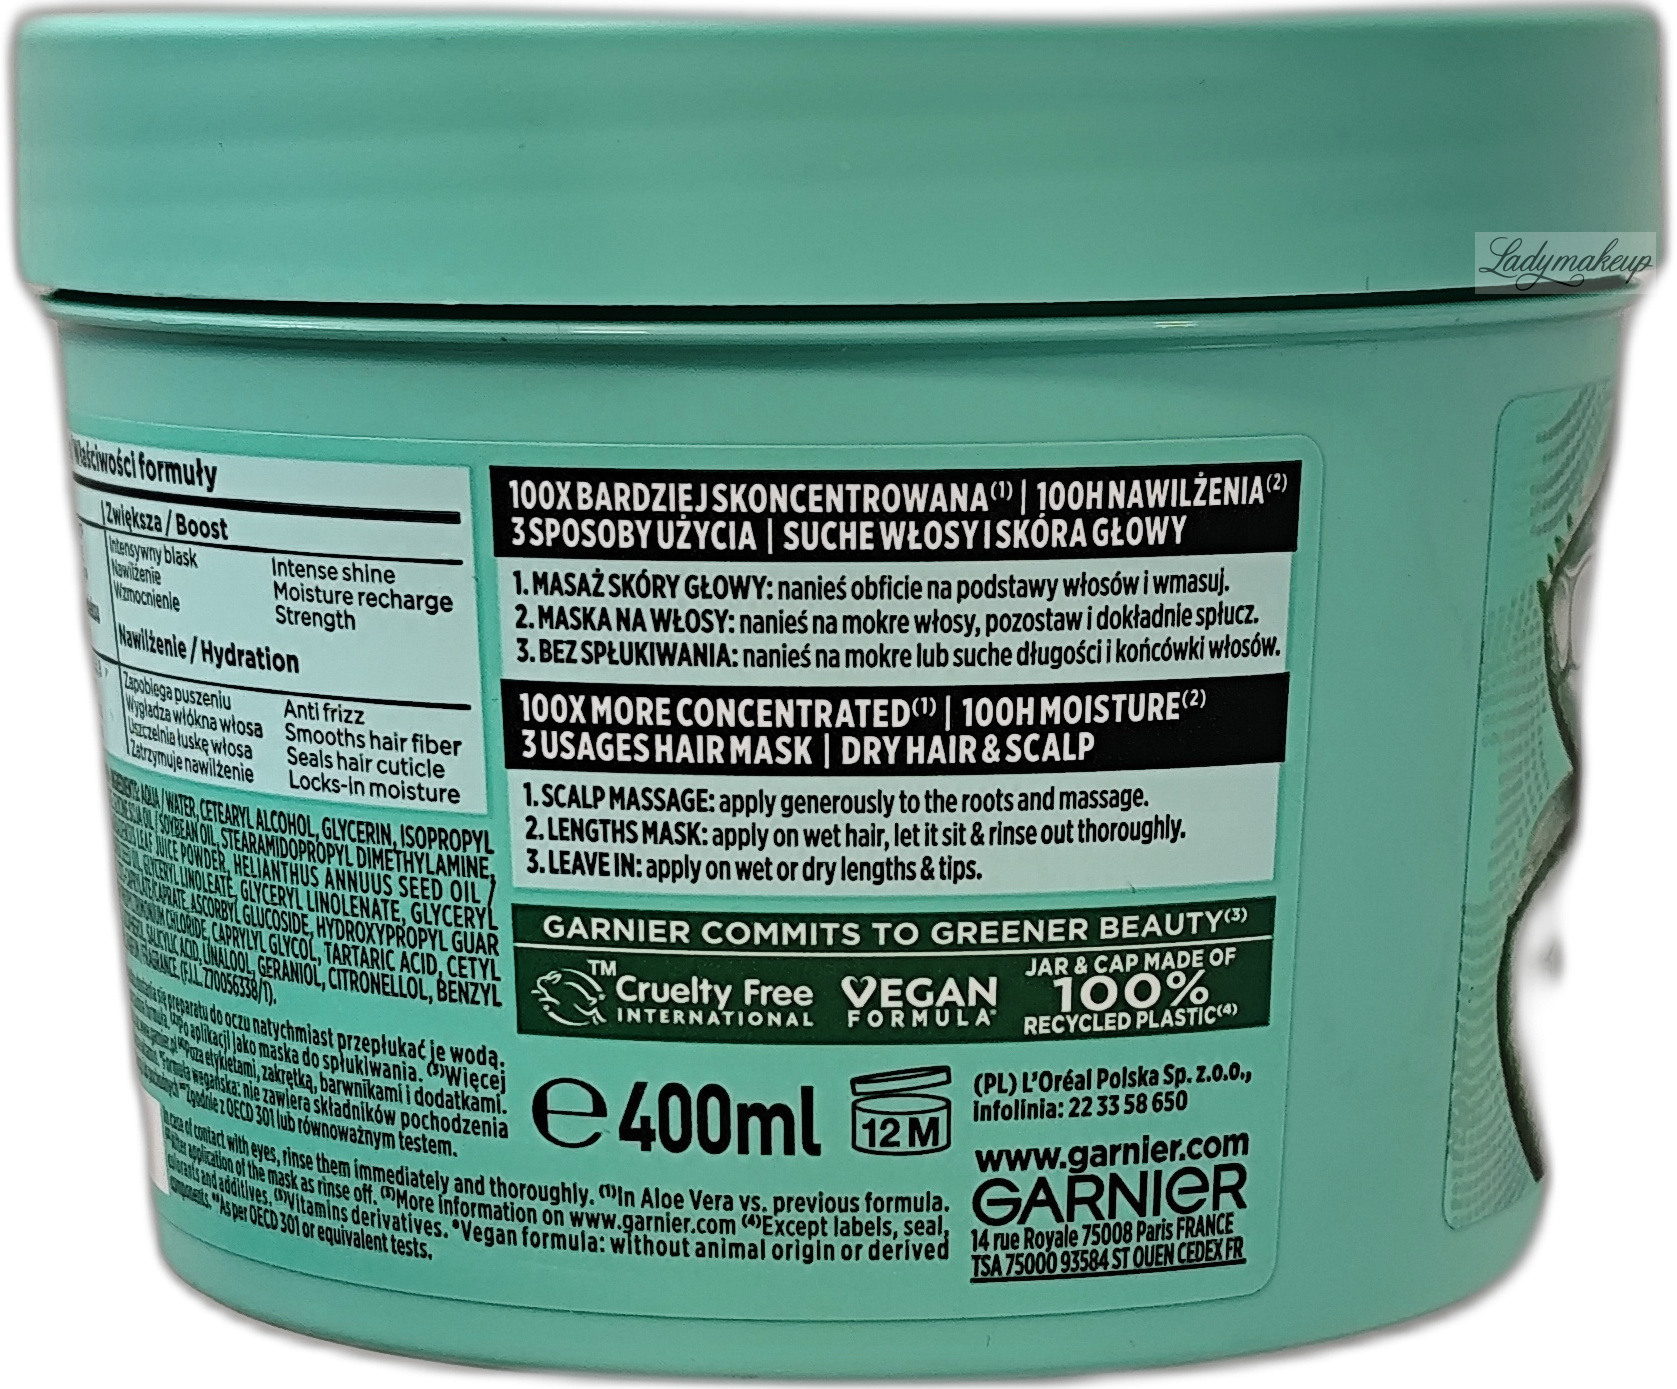 Ladymakeup
Właściwości formuły
Zwiększa / Boost
Intensywny blask
Nawilżenie
Wzmocnienie
Intense shine
Moisture recharge
Strength
Nawilżenie / Hydration
Zapobiega puszeniu
Wygładza włókna włosa
Uszczelnia łuskę włosa
Zatrzymuje nawilżenie
Anti frizz
Smooths hair fiber
Seals hair cuticle
Locks-in moisture
AQUA / WATER, CETEARYL ALCOHOL, GLYCERIN, ISOPROPYL
OIL / SOYBEAN OIL, STEARAMIDOPROPYL DIMETHYLAMINE,
LEAF JUICE POWDER, HELIANTHUS ANNUUS SEED OIL /
OIL, GLYCERYL LINOLEATE, GLYCERYL LINOLENATE, GLYCERYL
ASCORBYL GLUCOSIDE, HYDROXYPROPYL GUAR
CHLORIDE, CAPRYLYL GLYCOL, TARTARIC ACID, CETYL
SALICYLIC ACID, LINALOOL, GERANIOL, CITRONELLOL, BENZYL
FRAGRANCE (F.I.L. Z70056338/1).
się preparatu do oczu natychmiast przepłukać je wodą.
formuła. (2)Po aplikacji jako maska do spłukiwania. (3)Więcej
(4)Poza etykietami, zakrętką, barwnikami i dodatkami.
*Formuła wegańska: nie zawiera składników pochodzenia
**Zgodnie z OECD 301 lub równoważnym testem.
In case of contact with eyes, rinse them immediately and thoroughly. (1)In Aloe Vera vs. previous formula.
(2)After application of the mask as rinse off. (3)More information on www.garnier.com (4)Except labels, seal,
colorants and additives. (5)Vitamins derivatives. *Vegan formula: without animal origin or derived
components. **As per OECD 301 or equivalent tests.
100X BARDZIEJ SKONCENTROWANA(1) | 100H NAWILŻENIA(2)
3 SPOSOBY UŻYCIA | SUCHE WŁOSY I SKÓRA GŁOWY
1. MASAŻ SKÓRY GŁOWY: nanieś obficie na podstawy włosów i wmasuj.
2. MASKA NA WŁOSY: nanieś na mokre włosy, pozostaw i dokładnie spłucz.
3. BEZ SPŁUKIWANIA: nanieś na mokre lub suche długości i końcówki włosów.
100X MORE CONCENTRATED(1) | 100H MOISTURE(2)
3 USAGES HAIR MASK | DRY HAIR & SCALP
1. SCALP MASSAGE: apply generously to the roots and massage.
2. LENGTHS MASK: apply on wet hair, let it sit & rinse out thoroughly.
3. LEAVE IN: apply on wet or dry lengths & tips.
GARNIER COMMITS TO GREENER BEAUTY(3)
TM
Cruelty Free
INTERNATIONAL
VEGAN
FORMULA*
JAR & CAP MADE OF
100%
RECYCLED PLASTIC(4)
e 400ml
12 M
(PL) L'Oréal Polska Sp. z.o.o.,
infolinia: 22 33 58 650
www.garnier.com
GARNIER
14 rue Royale 75008 Paris FRANCE
TSA 75000 93584 ST OUEN CEDEX FR